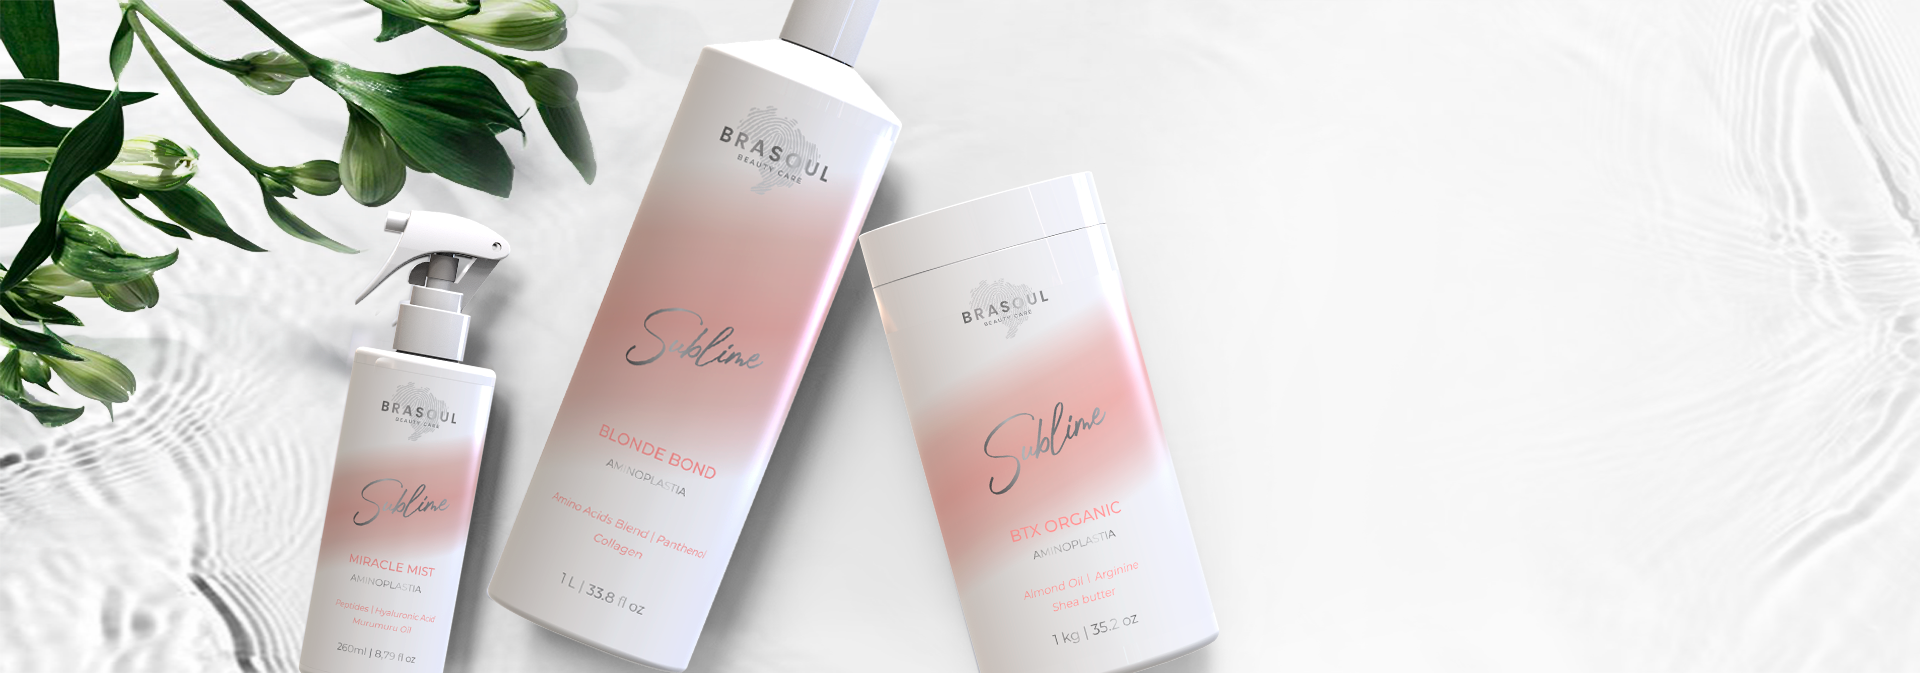 BRASOUL
BEAUTY CARE
Sublime
MIRACLE MIST
AMINOPLASTIA
Peptides | Hyaluronic Acid
Murumuru Oil
260ml | 8,79 fl oz
BRASOUL
BEAUTY CARE
Sublime
BLONDE BOND
AMINOPLASTIA
Amino Acids Blend | Panthenol
Collagen
1 L | 33.8 fl oz
BRASOUL
BEAUTY CARE
Sublime
BTX ORGANIC
AMINOPLASTIA
Almond Oil | Arginine
Shea butter
1 kg | 35.2 oz